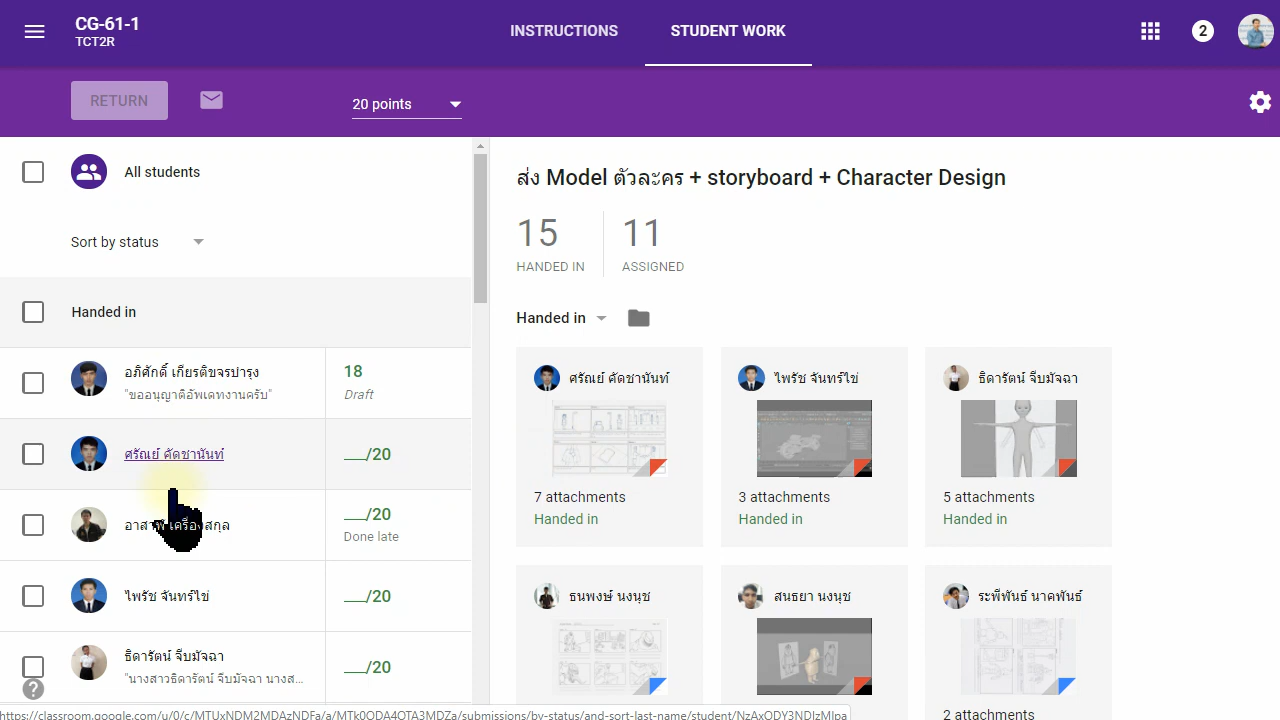 CG-61-1
TCT2R
INSTRUCTIONS
STUDENT WORK
2
RETURN
20 points
All students
Sort by status
Handed in
อภิศักดิ์ เกียรติขจรบำรุง
"ขออนุญาติอัพเดทงานครับ"
18
Draft
ศรัณย์ คัดชานันท์
__/20
__/20
Done late
ไพรัช จันทร์ไข่
__/20
ธิดารัตน์ จีบมัจฉา
"นางสาวธิดารัตน์ จีบมัจฉา นางส...
__/20
ส่ง Model ตัวละคร + storyboard + Character Design
15
HANDED IN
11
ASSIGNED
Handed in
ศรัณย์ คัดชานันท์
7 attachments
Handed in
ไพรัช จันทร์ไข่
3 attachments
Handed in
ธิดารัตน์ จีบมัจฉา
5 attachments
Handed in
ธนพงษ์ นงนุช
สนธยา นงนุช
ระพีพันธ์ นาคพันธ์
2 attachments